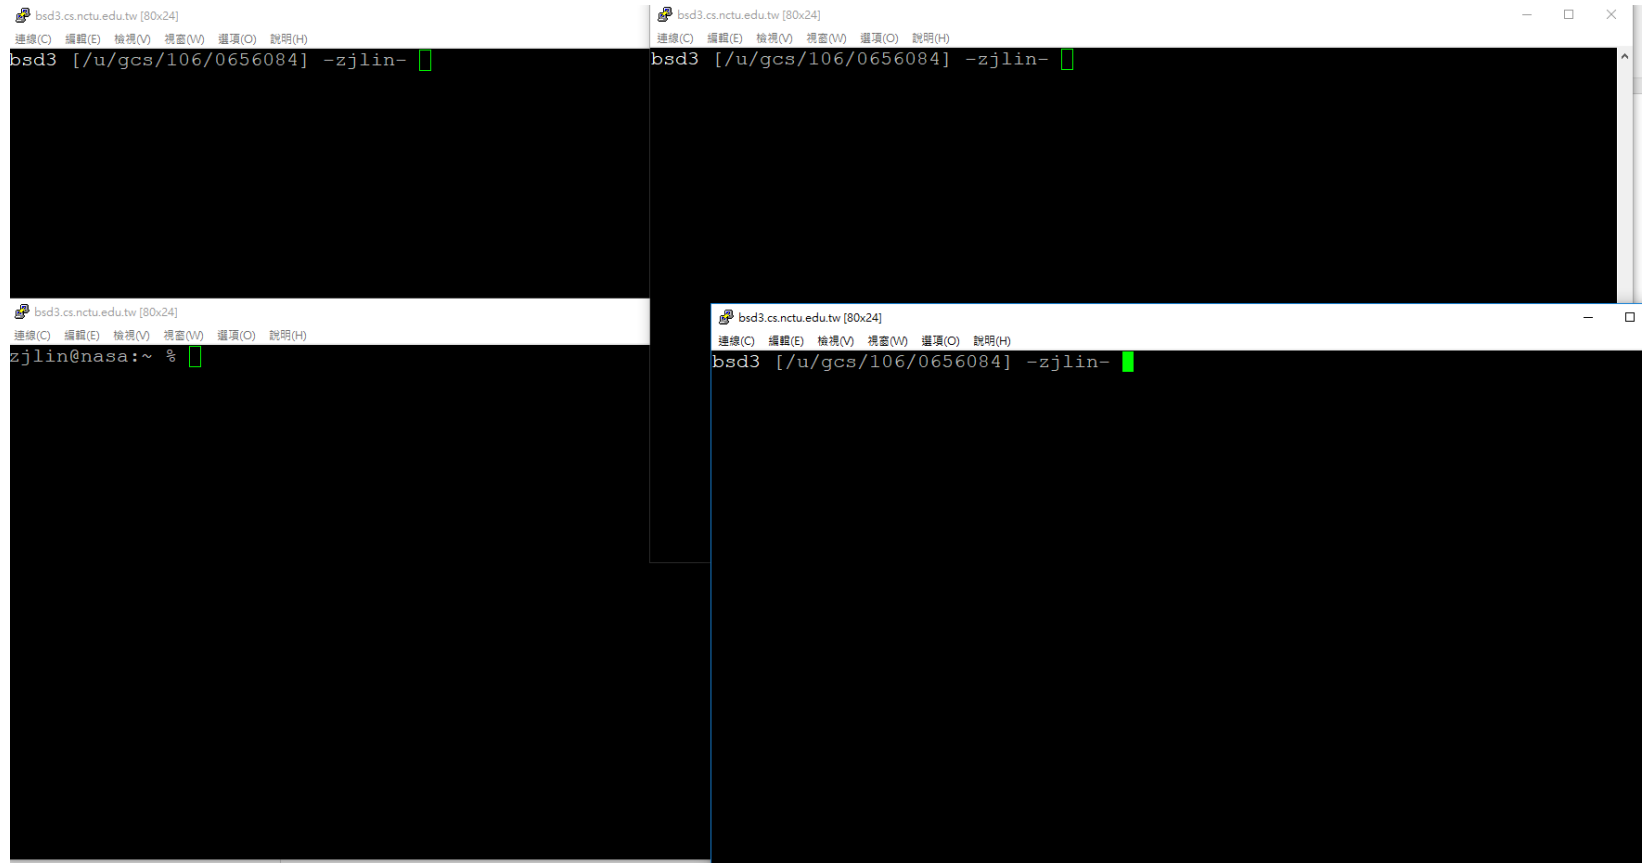 bsd3.cs.nctu.edu.tw [80x24]
連線(C) 編輯(E) 檢視(V) 視窗(W) 選項(O) 說明(H)
bsd3 [/u/gcs/106/0656084] -zjlin-
bsd3.cs.nctu.edu.tw [80x24]
連線(C) 編輯(E) 檢視(V) 視窗(W) 選項(O) 說明(H)
bsd3 [/u/gcs/106/0656084] -zjlin-
bsd3.cs.nctu.edu.tw [80x24]
連線(C) 編輯(E) 檢視(V) 視窗(W) 選項(O) 說明(H)
zjlin@nasa:~ %
bsd3.cs.nctu.edu.tw [80x24]
連線(C) 編輯(E) 檢視(V) 視窗(W) 選項(O) 說明(H)
bsd3 [/u/gcs/106/0656084] -zjlin-